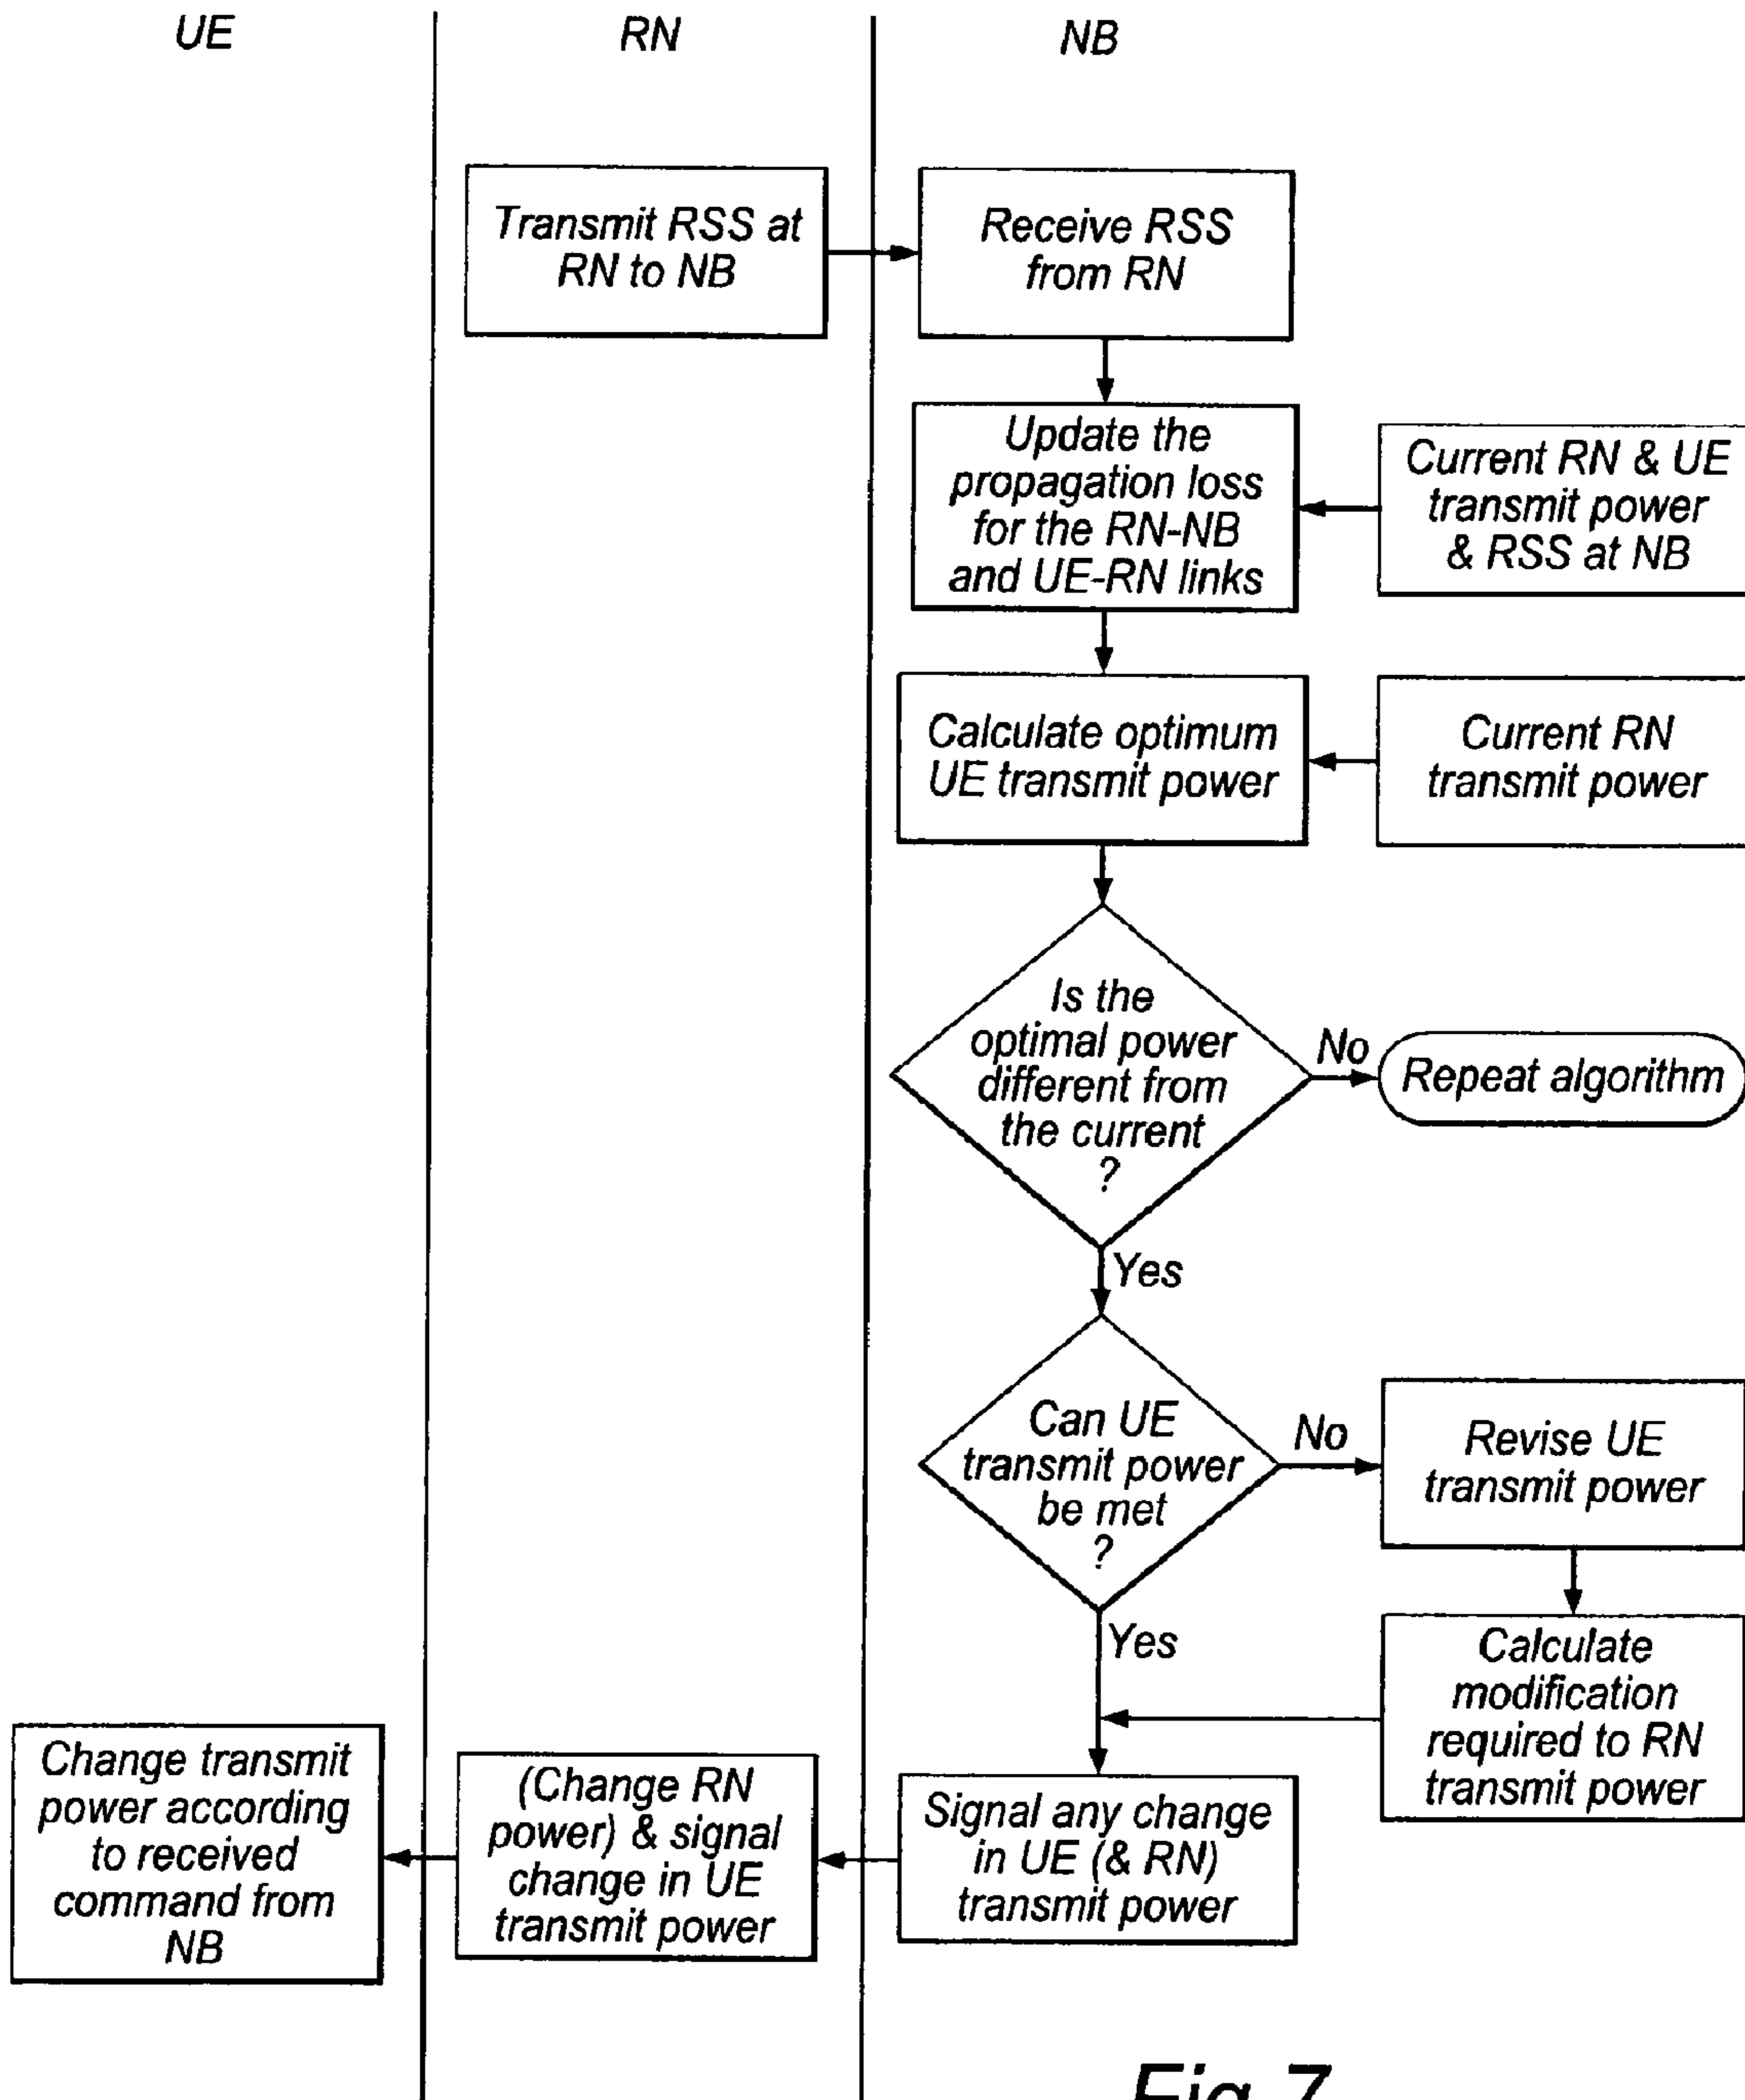 UE
RN
NB
Transmit RSS at
RN to NB
Receive RSS
from RN
Update the
propagation loss
for the RN-NB
and UE-RN links
Current RN & UE
transmit power
& RSS at NB
Calculate optimum
UE transmit power
Current RN
transmit power
Is the
optimal power
different from
the current
?
No
Repeat algorithm
Yes
Can UE
transmit power
be met
?
No
Revise UE
transmit power
Yes
Calculate
modification
required to RN
transmit power
Change transmit
power according
to received
command from
NB
(Change RN
power) & signal
change in UE
transmit power
Signal any change
in UE (& RN)
transmit power
Fig 7